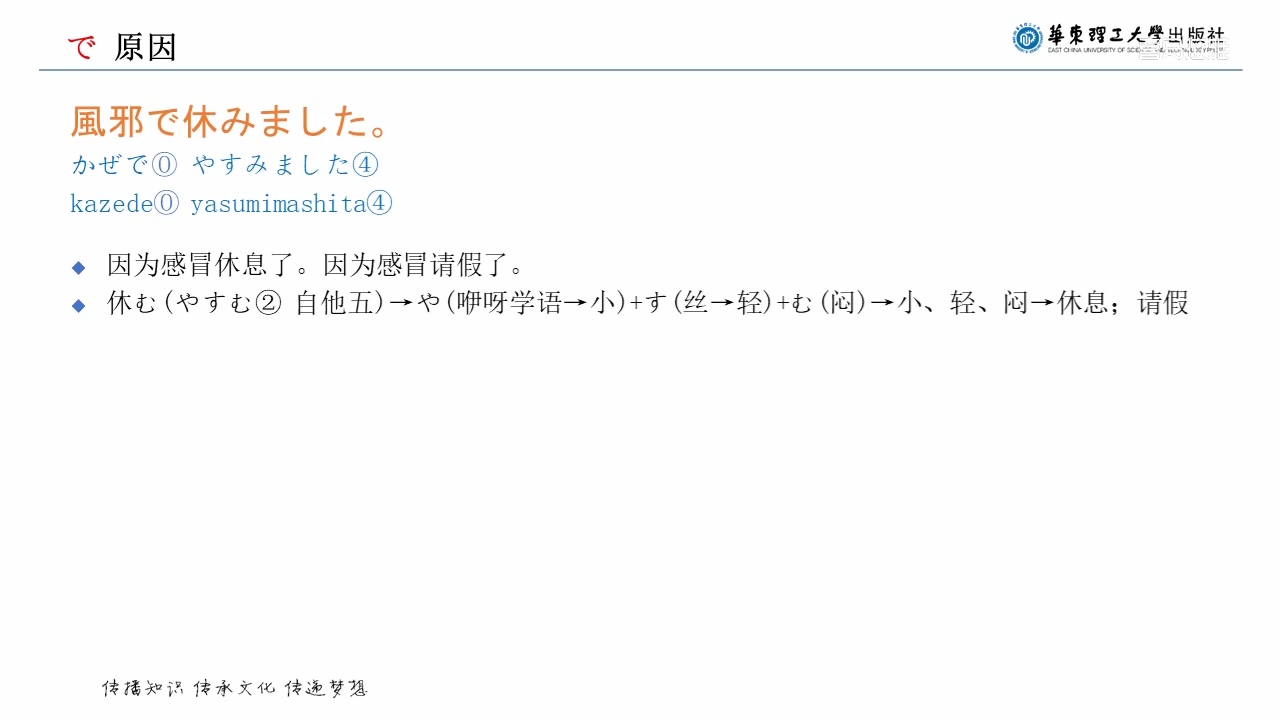 で 原因
華東理工大學出版社
風邪で休みました。
かぜで⓪ やすみました④
kazede⓪ yasumimashita④
◆ 因为感冒休息了。因为感冒请假了。
◆ 休む(やすむ② 自他五)→や(咿呀学语→小)+す(丝→轻)+む(闷)→小、轻、闷→休息；请假
传播知识 传承文化 传递梦想